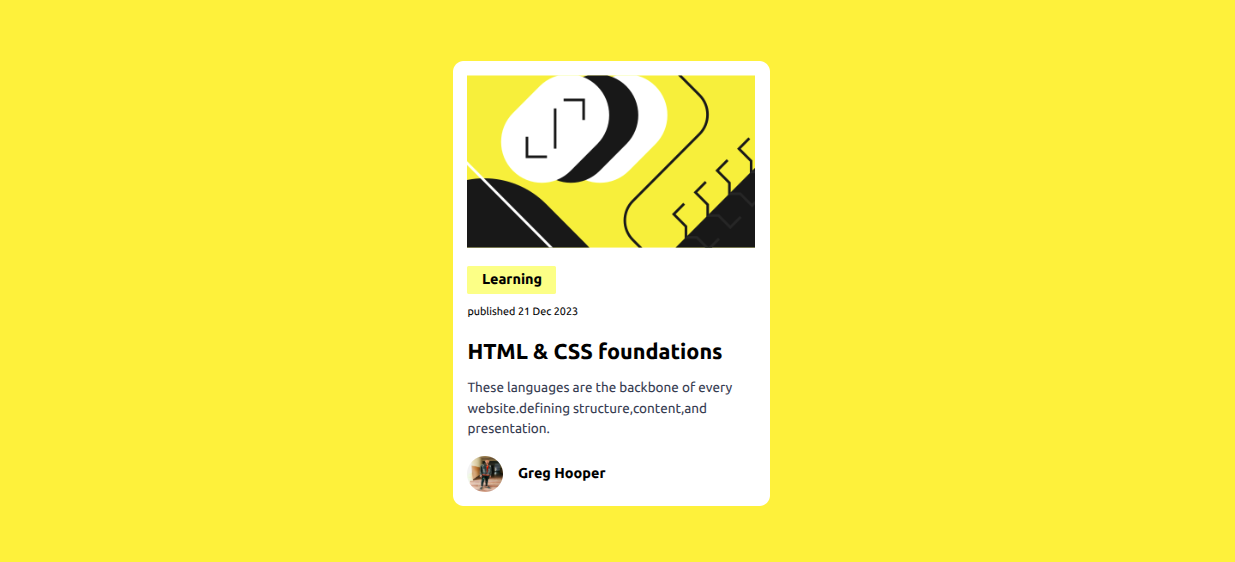 Learning
published 21 Dec 2023
HTML & CSS foundations
These languages are the backbone of every
website.defining structure,content,and
presentation.
Greg Hooper